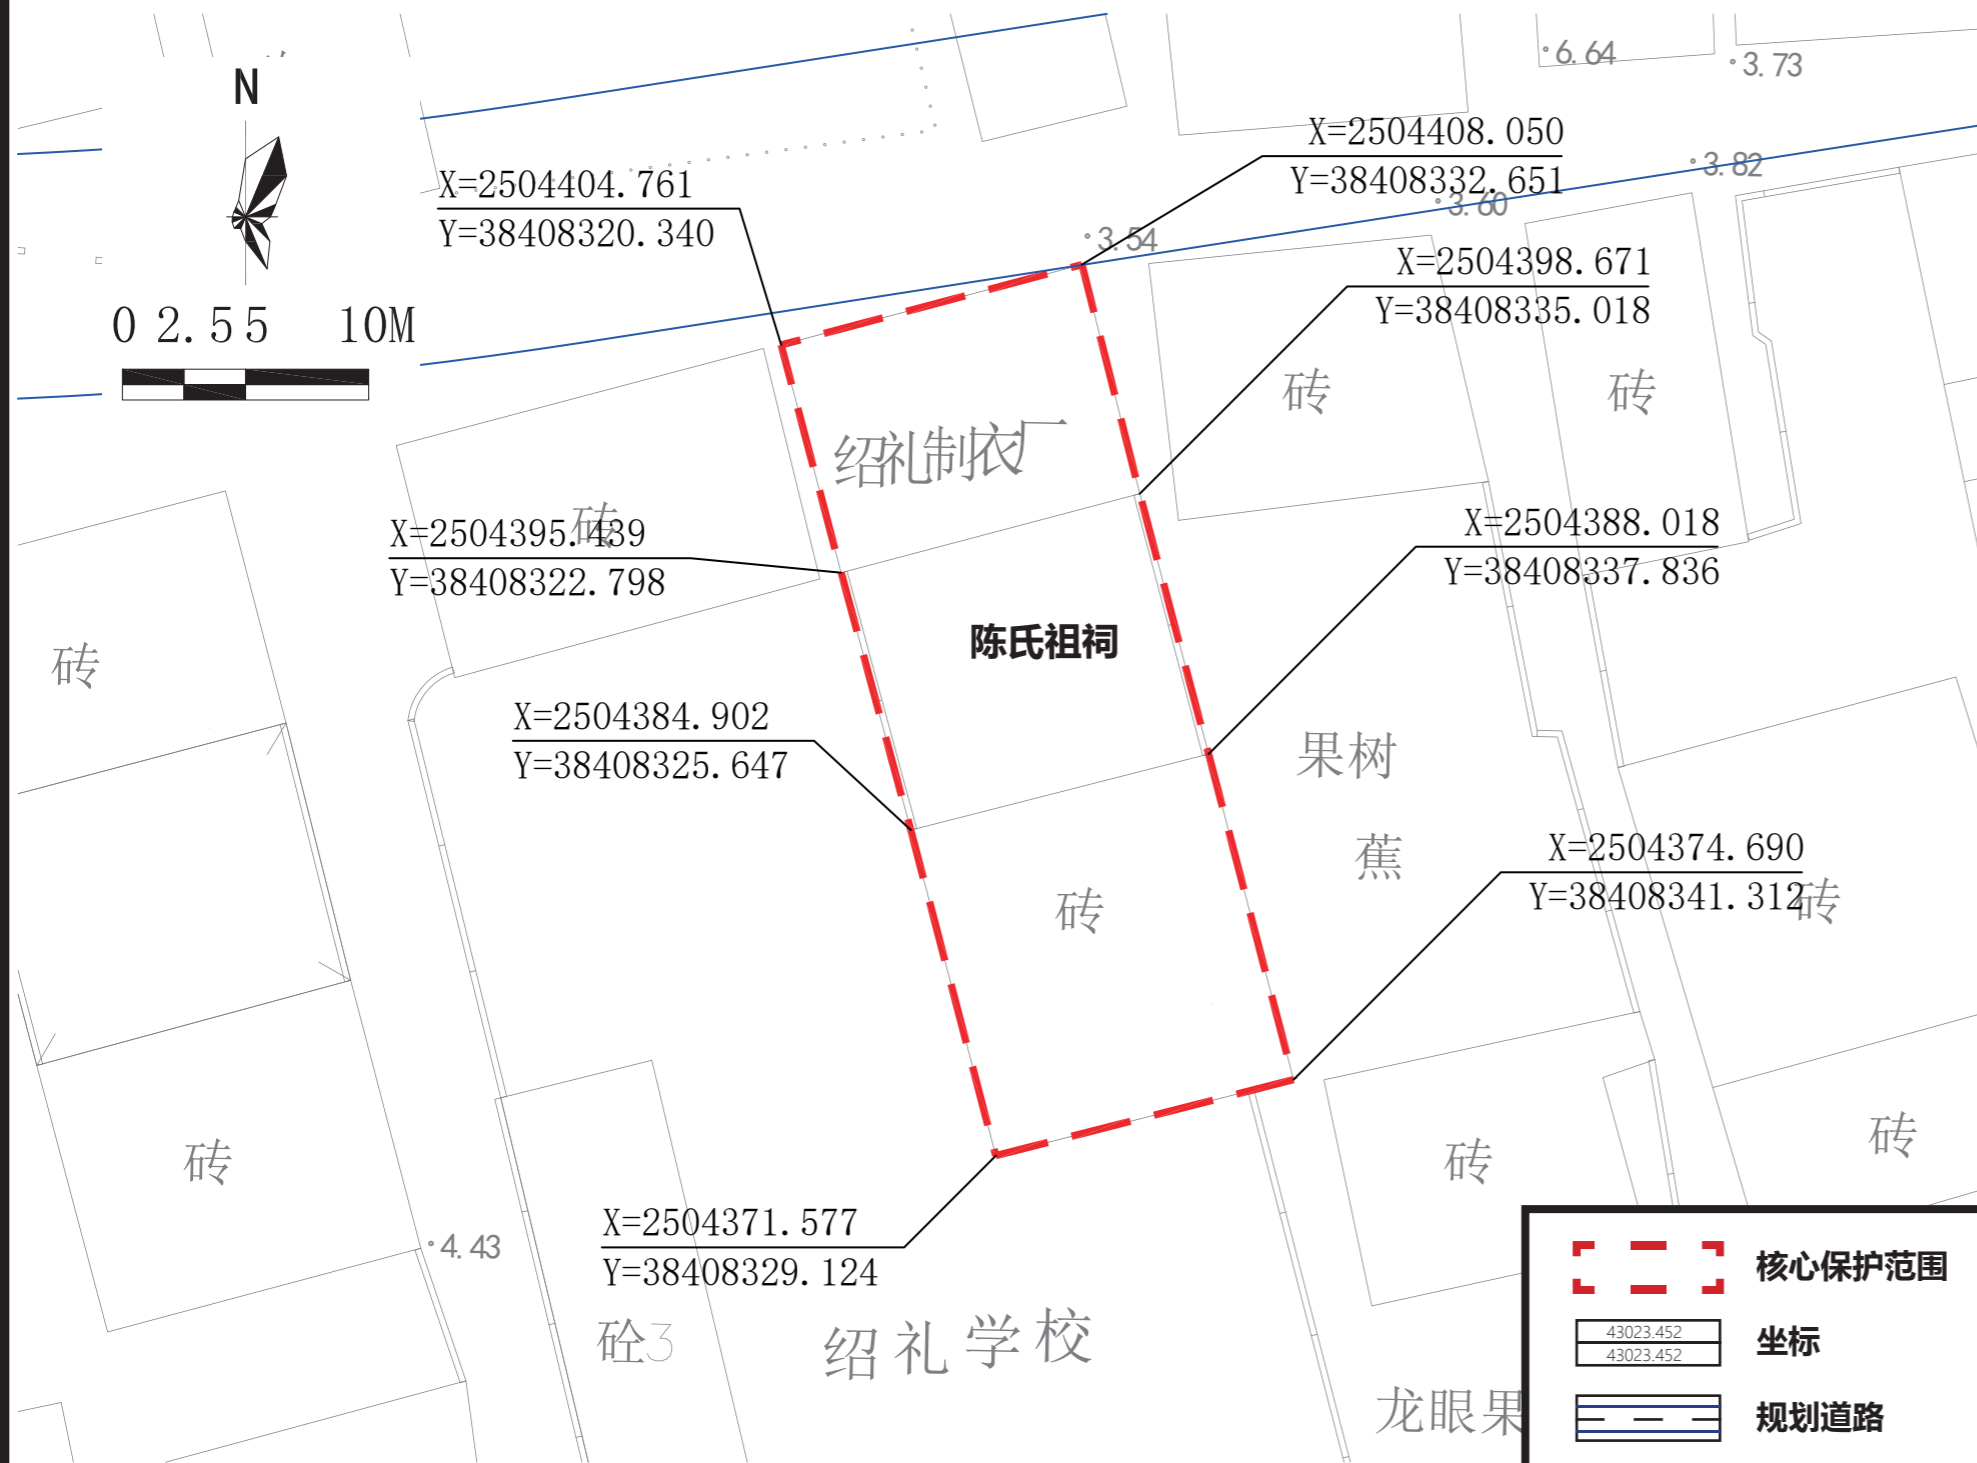 N
0 2.55 10M
6.64
3.73
X=2504408.050
Y=38408332.651
3.82
3.60
X=2504404.761
Y=38408320.340
3.54
X=2504398.671
Y=38408335.018
砖
砖
绍礼制衣厂
砖
X=2504395.439
Y=38408322.798
X=2504388.018
Y=38408337.836
陈氏祖祠
砖
X=2504384.902
Y=38408325.647
果树
蕉
X=2504374.690
Y=38408341.312
砖
砖
砖
砖
砖
4.43
X=2504371.577
Y=38408329.124
砼3
绍礼学校
龙眼果
核心保护范围
43023.452
43023.452
坐标
规划道路